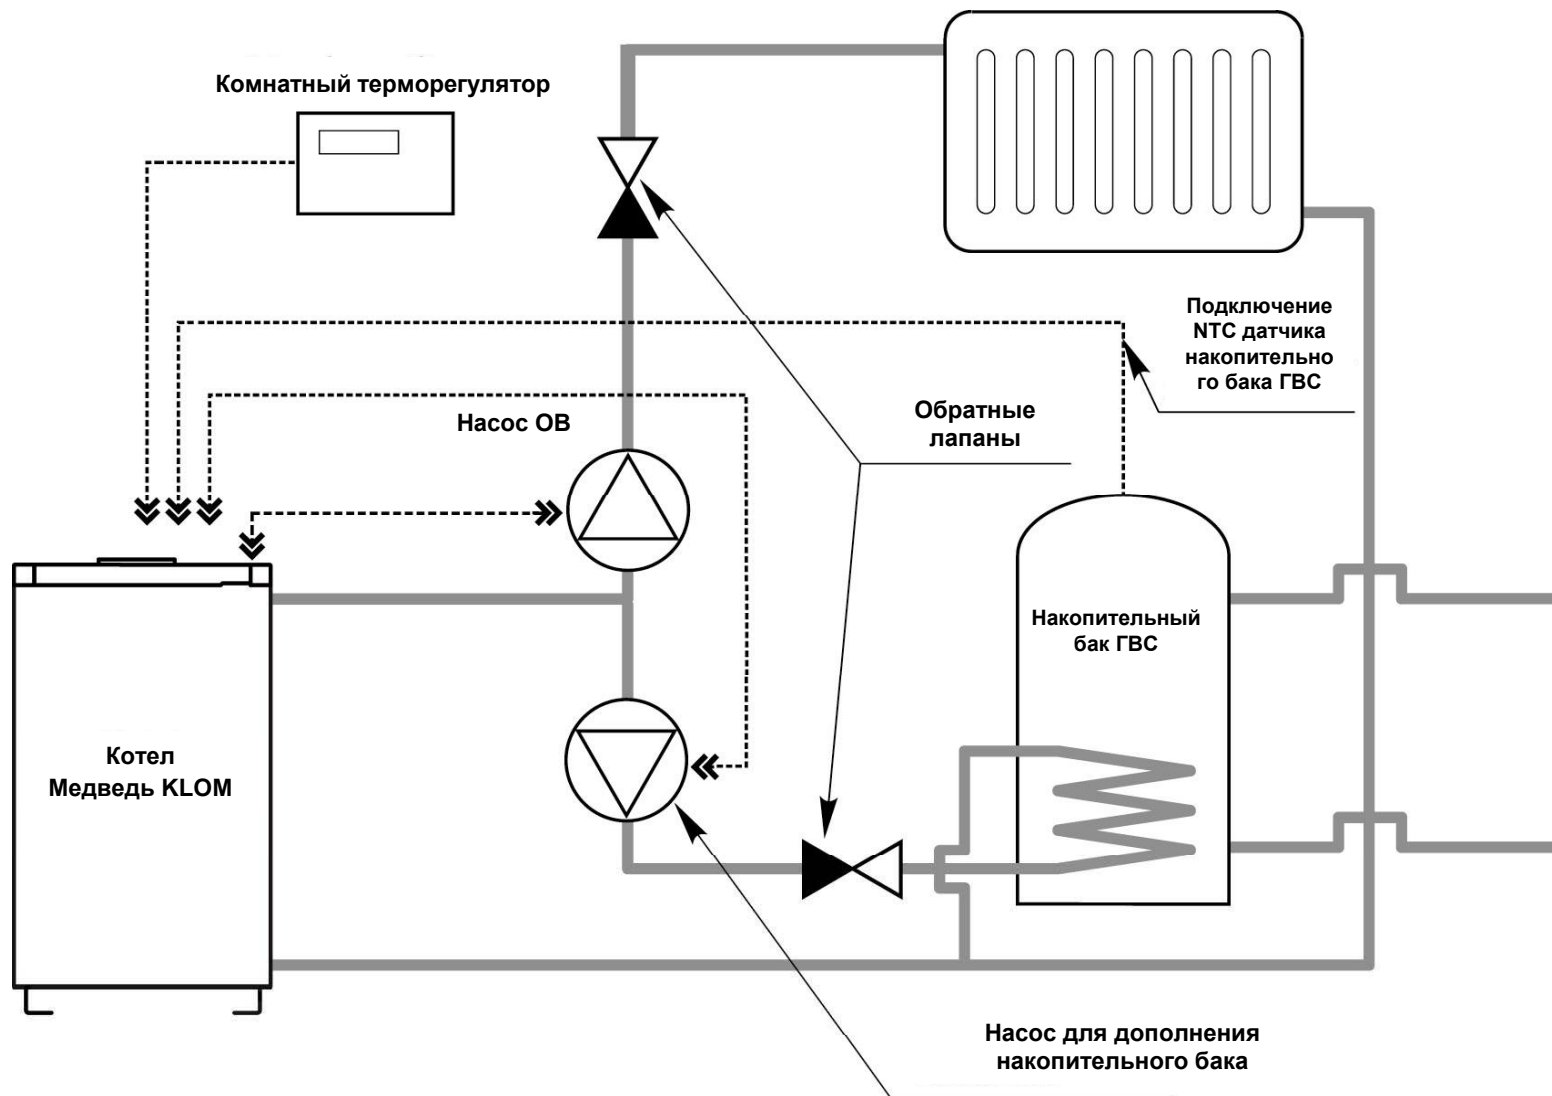 Комнатный терморегулятор
Подключение
NTC датчика
накопительно
го бака ГВС
Насос ОВ
Обратные
лапаны
Накопительный
бак ГВС
Котел
Медведь KLOM
Насос для дополнения
накопительного бака